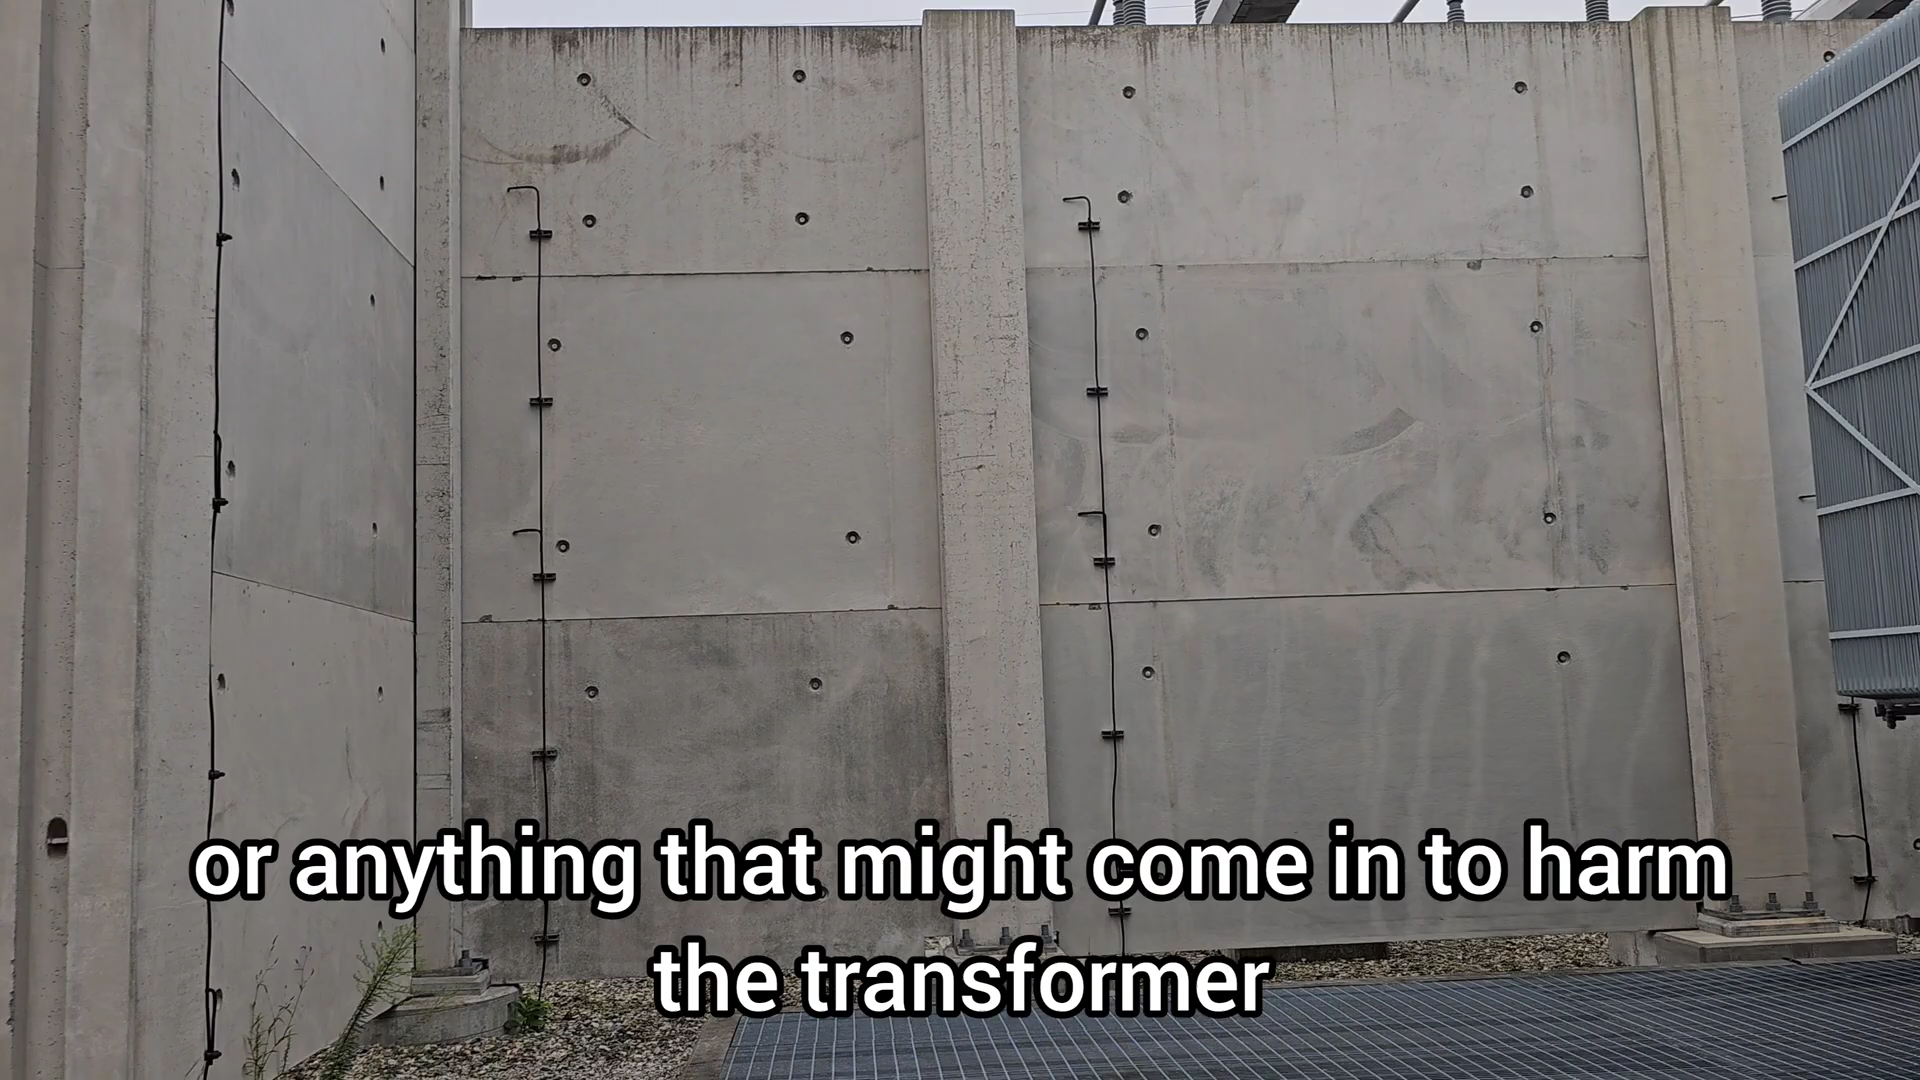 or anything that might come in to harm
the transformer